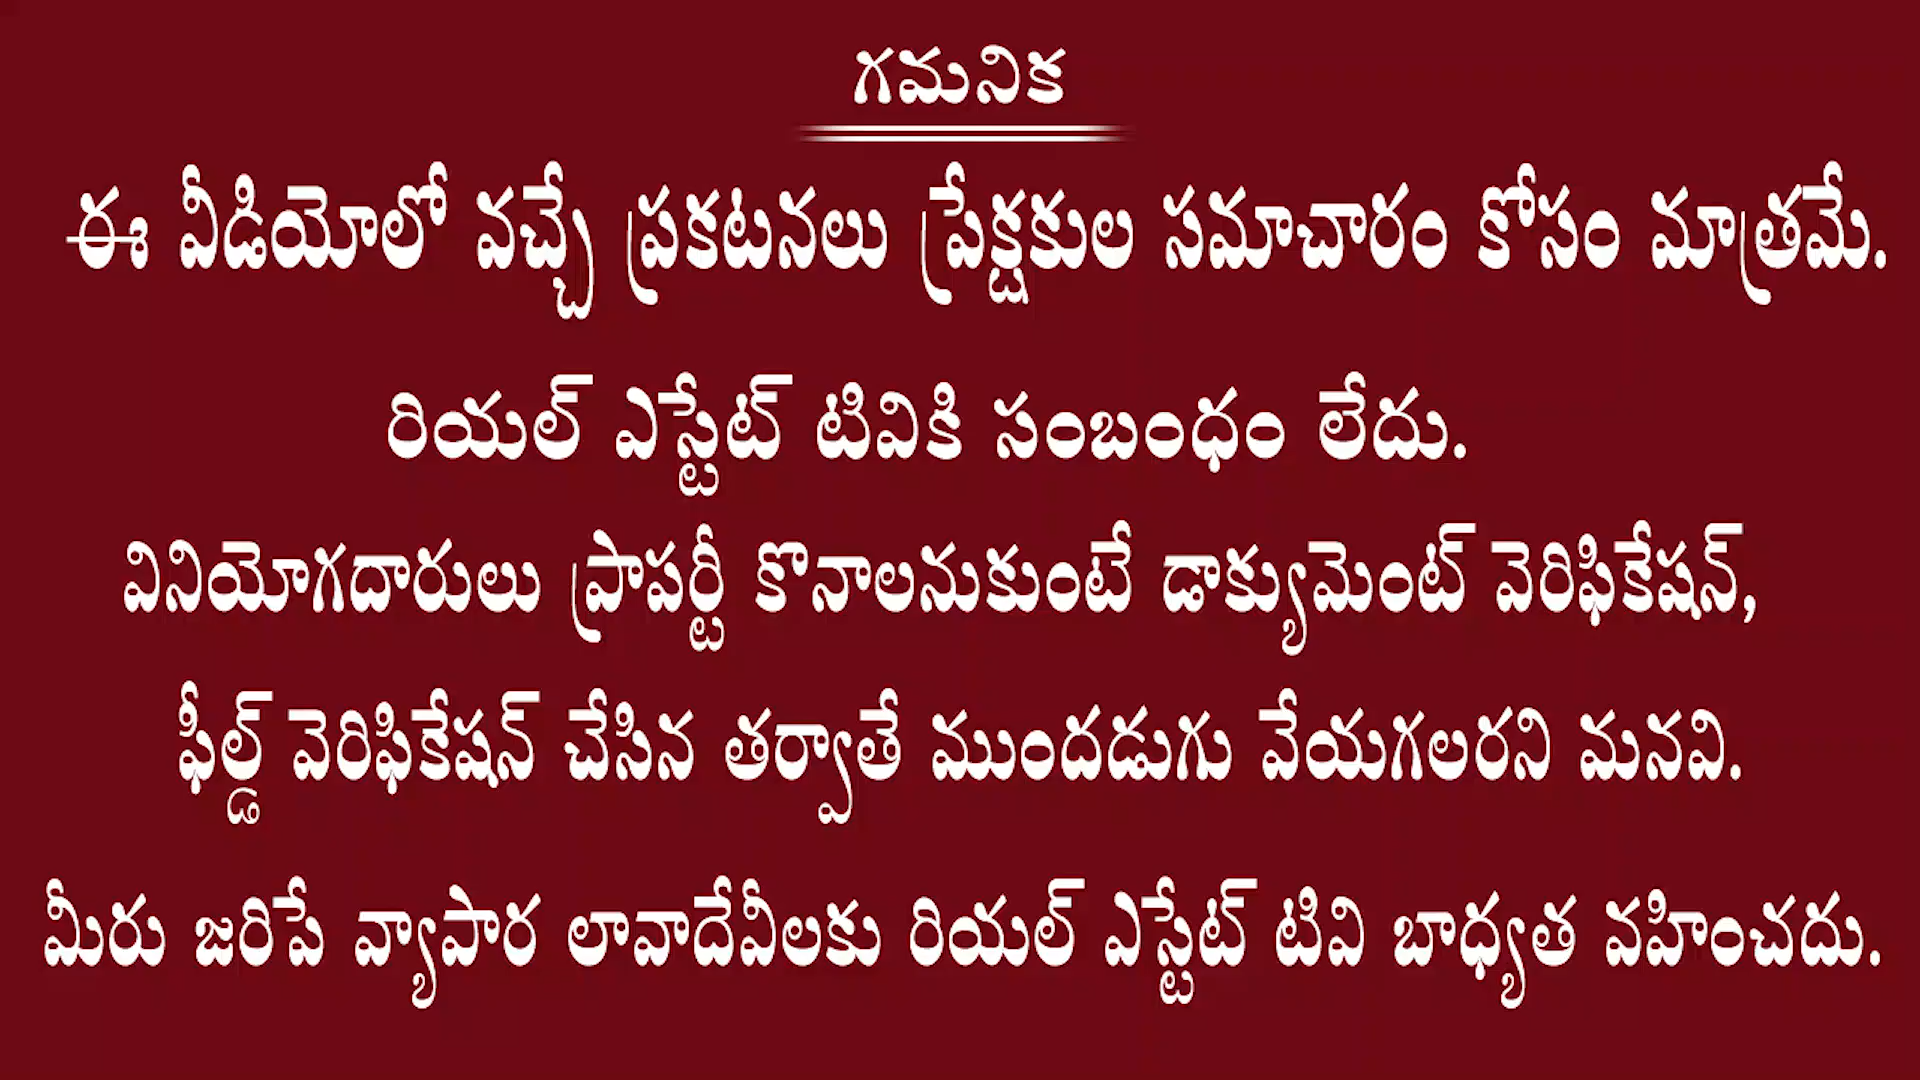 గమనిక
ఈ వీడియోలో వచ్చే ప్రకటనలు ప్రేక్షకుల సమాచారం కోసం మాత్రమే.
రియల్ ఎస్టేట్ టివికి సంబంధం లేదు.
వినియోగదారులు ప్రాపర్టీ కొనాలనుకుంటే డాక్యుమెంట్ వెరిఫికేషన్,
ఫీల్డ్ వెరిఫికేషన్ చేసిన తర్వాతే ముందడుగు వేయగలరని మనవి.
మీరు జరిపే వ్యాపార లావాదేవీలకు రియల్ ఎస్టేట్ టివి బాధ్యత వహించదు.